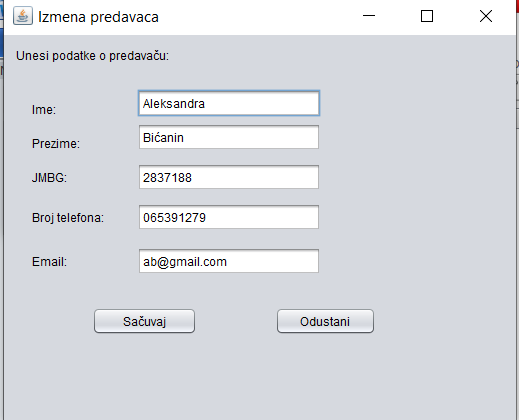 Izmena predavaca
Unesi podatke o predavaču:
Ime: Aleksandra
Prezime: Bićanin
JMBG: 2837188
Broj telefona: 065391279
Email: ab@gmail.com
Sačuvaj Odustani